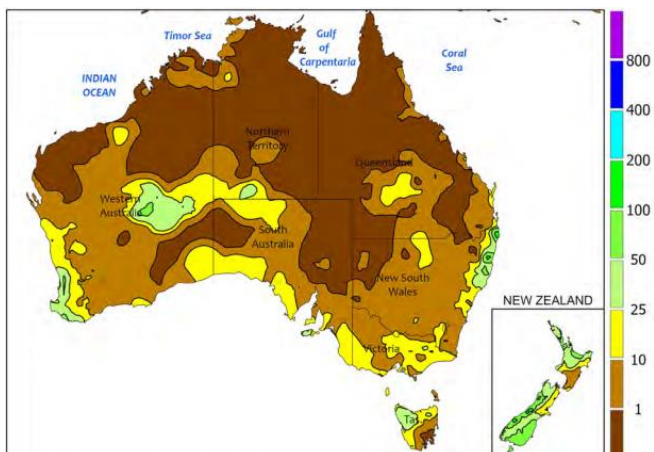 Timor Sea
Gulf
of
Carpentaria
Coral
Sea
INDIAN
OCEAN
Northern
Territory
Queensland
Western
Australia
South
Australia
New South
Wales
Victoria
Tas
NEW ZEALAND
800
400
200
100
50
25
10
1